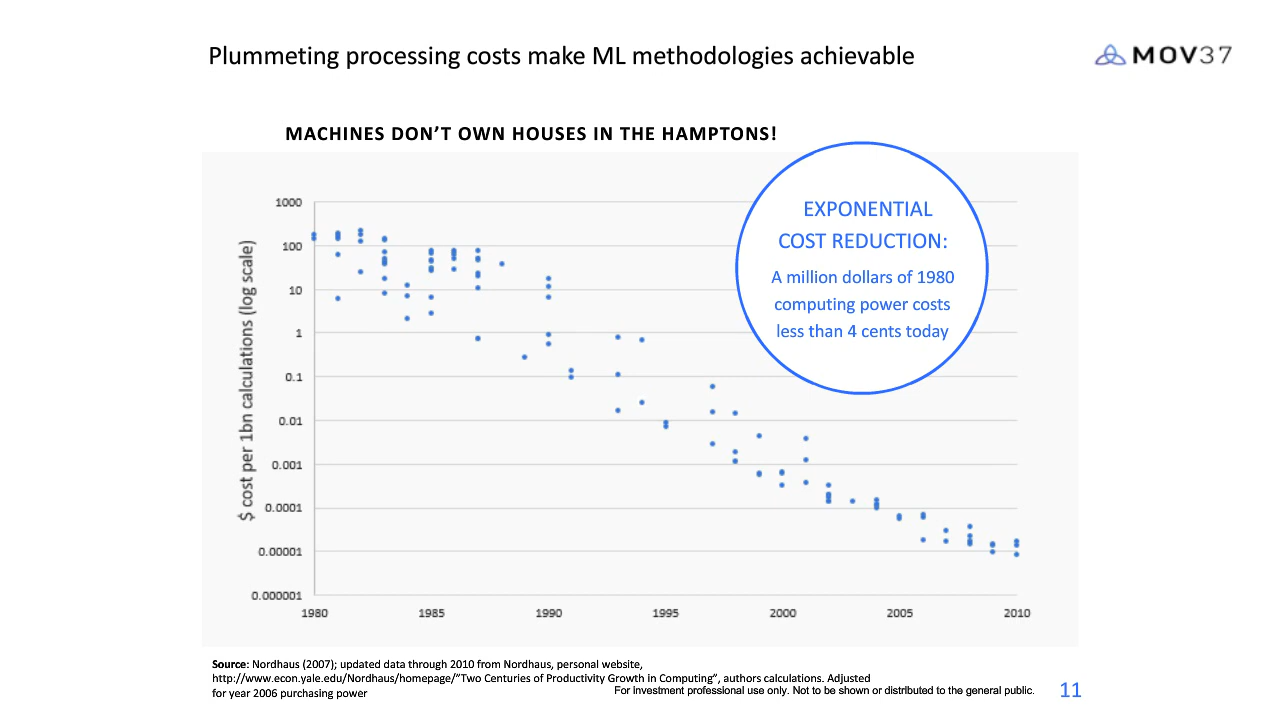 Plummeting processing costs make ML methodologies achievable
MOV37
MACHINES DON’T OWN HOUSES IN THE HAMPTONS!
EXPONENTIAL
COST REDUCTION:
A million dollars of 1980
computing power costs
less than 4 cents today
$ cost per 1bn calculations (log scale)
1000
100
10
1
0.1
0.01
0.001
0.0001
0.00001
0.000001
1980 1985 1990 1995 2000 2005 2010
Source: Nordhaus (2007); updated data through 2010 from Nordhaus, personal website,
http://www.econ.yale.edu/Nordhaus/homepage/”Two Centuries of Productivity Growth in Computing”, authors calculations. Adjusted
for year 2006 purchasing power
For investment professional use only. Not to be shown or distributed to the general public.
11